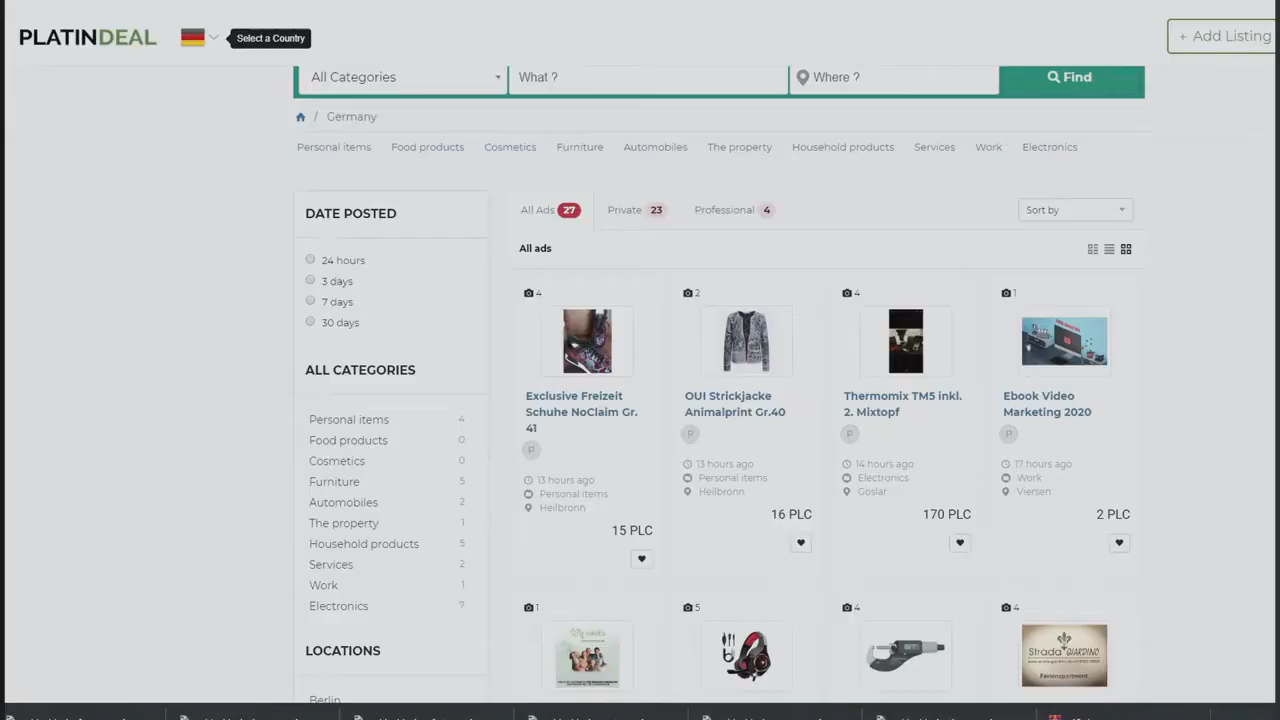 PLATINDEAL
Select a Country
+ Add Listing
All Categories
What ?
Where ?
Find
/ Germany
Personal items Food products Cosmetics Furniture Automobiles The property Household products Services Work Electronics
DATE POSTED
24 hours
3 days
7 days
30 days
ALL CATEGORIES
Personal items 4
Food products 0
Cosmetics 0
Furniture 5
Automobiles 2
The property 1
Household products 5
Services 2
Work 1
Electronics 7
LOCATIONS
Berlin
All Ads 27
Private 23
Professional 4
Sort by
All ads
4
Exclusive Freizeit
Schuhe NoClaim Gr.
41
P
13 hours ago
Personal items
Heilbronn
15 PLC
2
OUI Strickjacke
Animalprint Gr.40
P
13 hours ago
Personal items
Heilbronn
16 PLC
4
Thermomix TM5 inkl.
2. Mixtopf
P
14 hours ago
Electronics
Goslar
170 PLC
1
Ebook Video
Marketing 2020
P
17 hours ago
Work
Viersen
2 PLC
1
5
4
4
Strada GIARDINO
Ferienapartment